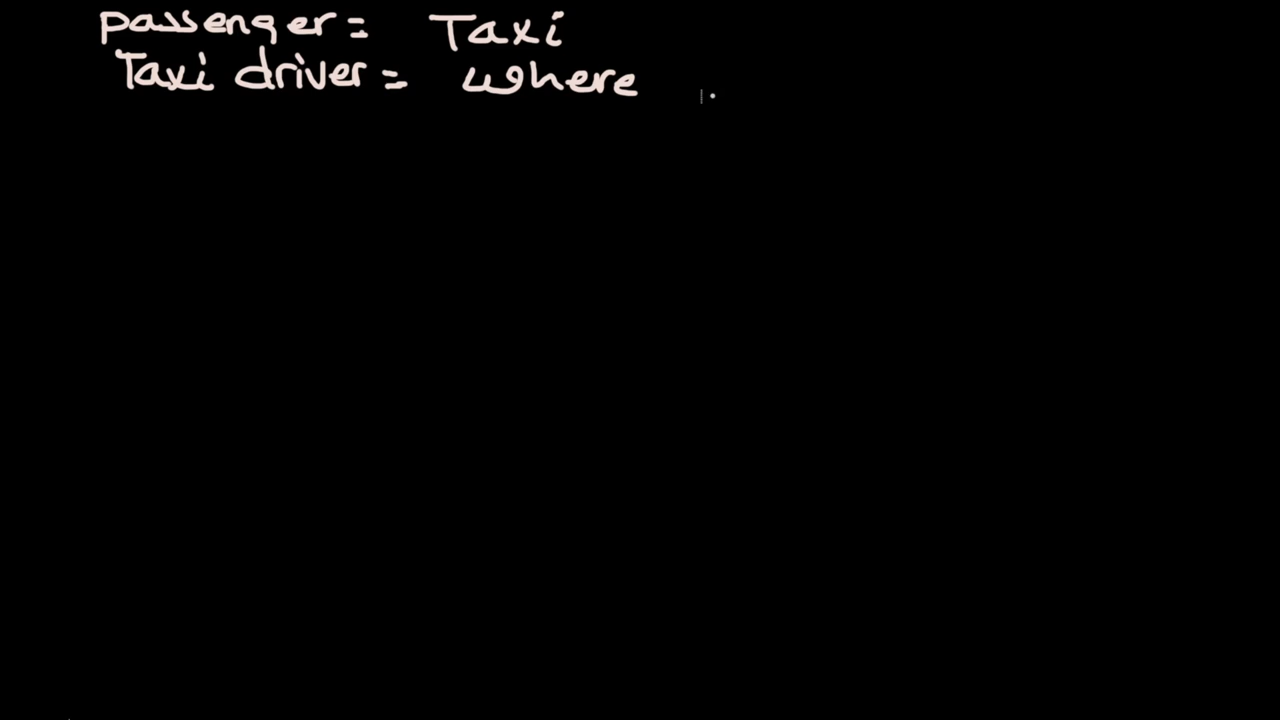 passenger = Taxi
Taxi driver = where